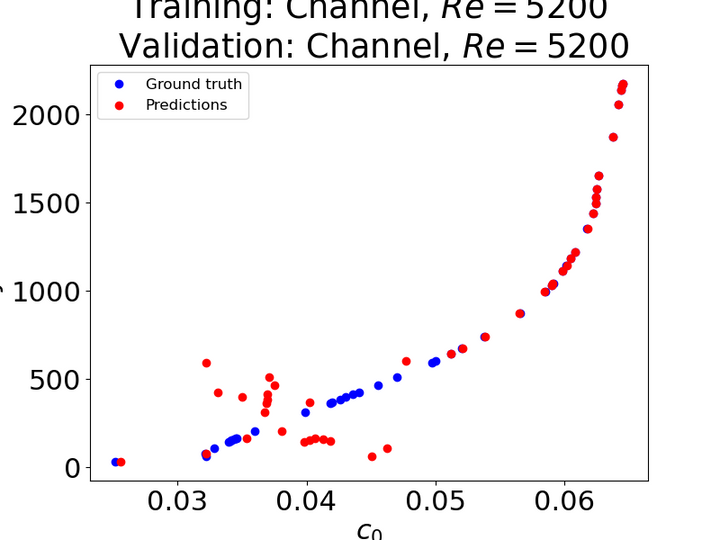 Training: Channel, Re = 5200
Validation: Channel, Re = 5200
Ground truth
Predictions
2000
1500
1000
500
0
0.03 0.04 0.05 0.06
c₀